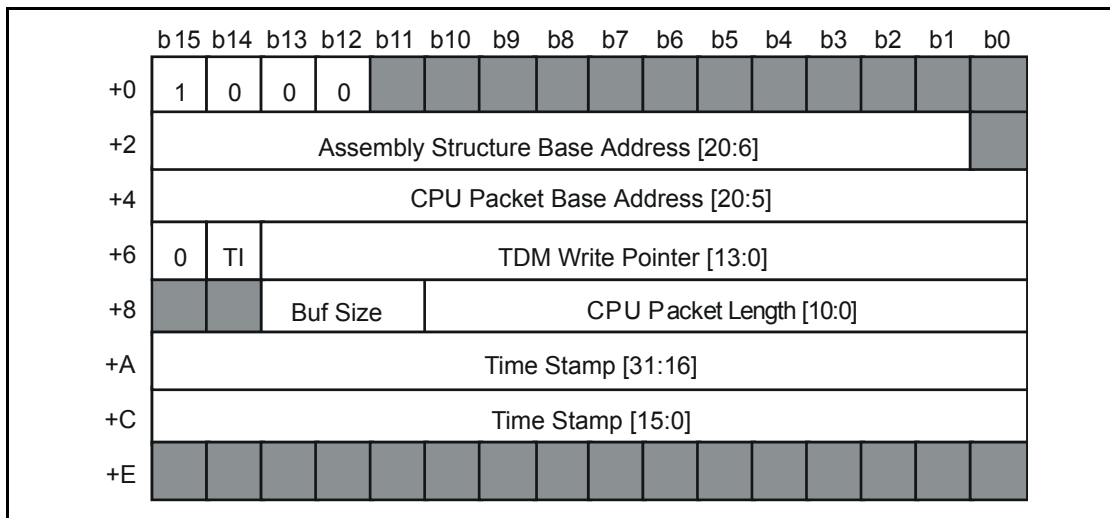 b15 b14 b13 b12 b11 b10 b9 b8 b7 b6 b5 b4 b3 b2 b1 b0
+0 1 0 0 0
+2 Assembly Structure Base Address [20:6]
+4 CPU Packet Base Address [20:5]
+6 0 TI TDM Write Pointer [13:0]
+8 Buf Size CPU Packet Length [10:0]
+A Time Stamp [31:16]
+C Time Stamp [15:0]
+E